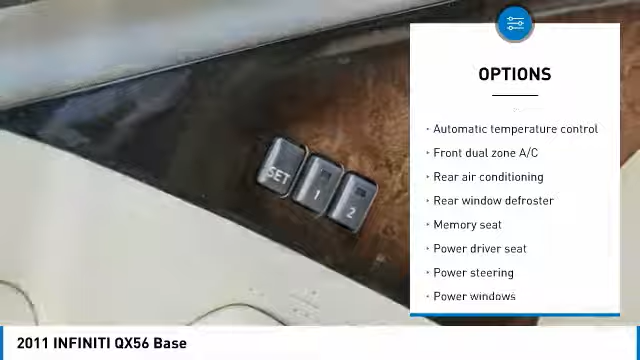 OPTIONS
· Automatic temperature control
· Front dual zone A/C
· Rear air conditioning
· Rear window defroster
· Memory seat
· Power driver seat
· Power steering
· Power windows
SET
1
2
2011 INFINITI QX56 Base